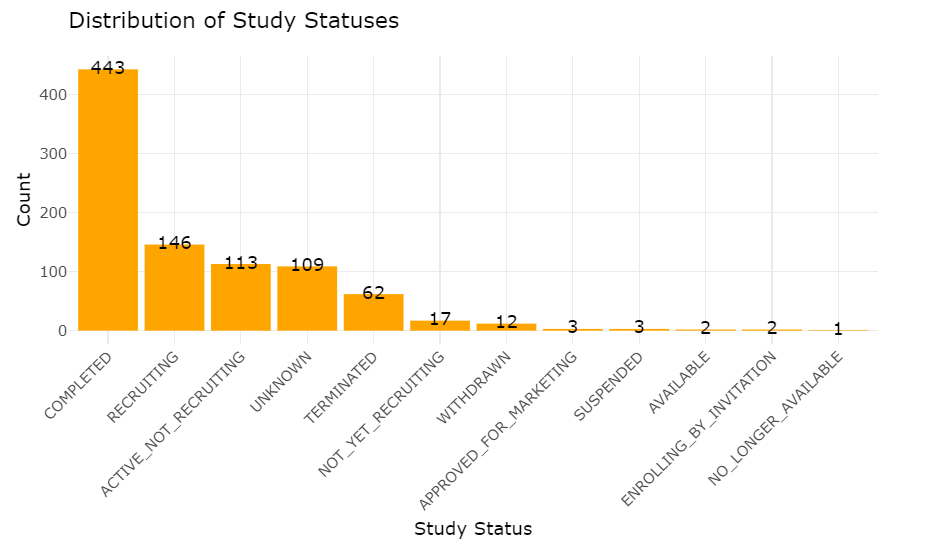 Distribution of Study Statuses
Count
400
300
200
100
0
443
146
113
109
62
17
12
3
3
2
2
1
COMPLETED
RECRUITING
ACTIVE_NOT_RECRUITING
UNKNOWN
TERMINATED
NOT_YET_RECRUITING
WITHDRAWN
APPROVED_FOR_MARKETING
SUSPENDED
AVAILABLE
ENROLLING_BY_INVITATION
NO_LONGER_AVAILABLE
Study Status